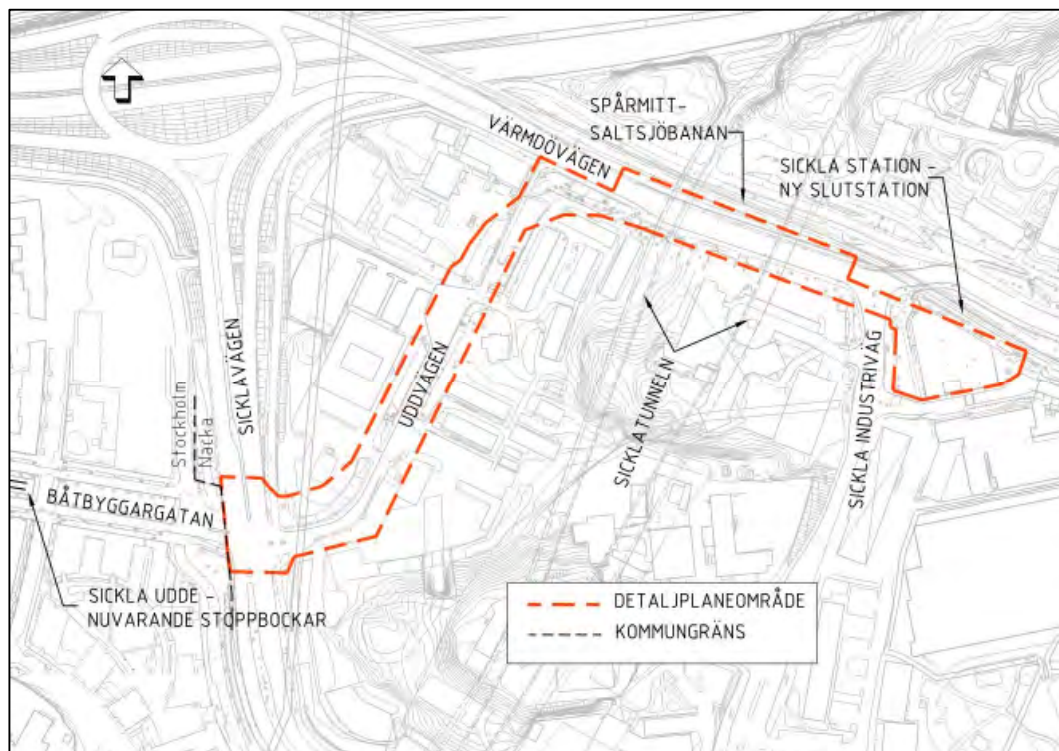 SPÅRMITT-
SALTSJÖBANAN
VÄRMDÖVÄGEN
SICKLA STATION -
NY SLUTSTATION
SICKLAVÄGEN
UDDVÄGEN
SICKLATUNNELN
SICKLA INDUSTRIVÄG
Stockholm
Nacka
BÅTBYGGARGATAN
SICKLA UDDE -
NUVARANDE STOPPBOCKAR
DETALJPLANEOMRÅDE
KOMMUNGRÄNS